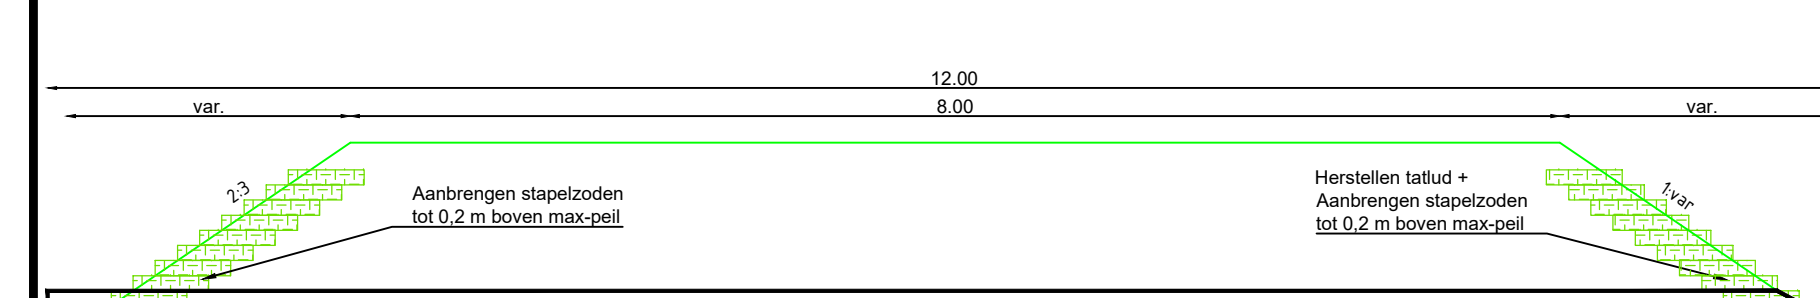 12.00
var.
8.00
var.
2:3
Aanbrengen stapelzoden
tot 0,2 m boven max-peil
Herstellen tatlud +
Aanbrengen stapelzoden
tot 0,2 m boven max-peil
1:var